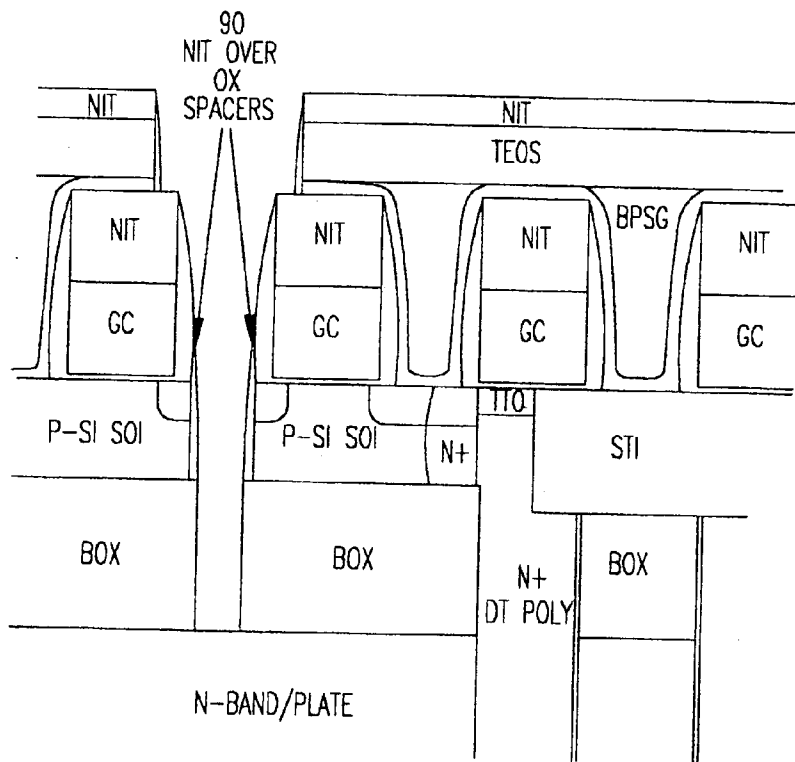 90
NIT OVER
OX
SPACERS
NIT
NIT
TEOS
NIT
NIT
NIT
BPSG
NIT
GC
GC
GC
GC
TTO
P-SI SOI
P-SI SOI
N+
STI
BOX
BOX
N+
DT POLY
BOX
N-BAND/PLATE